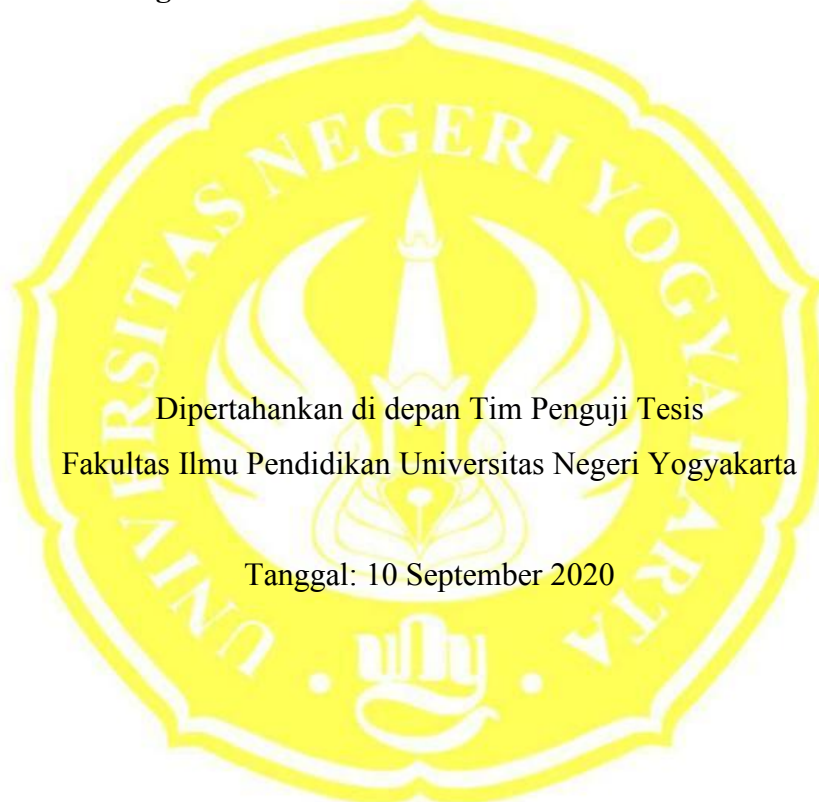 Dipertahankan di depan Tim Penguji Tesis
Fakultas Ilmu Pendidikan Universitas Negeri Yogyakarta
Tanggal: 10 September 2020
UNIVERSITAS NEGERI YOGYAKARTA
uny